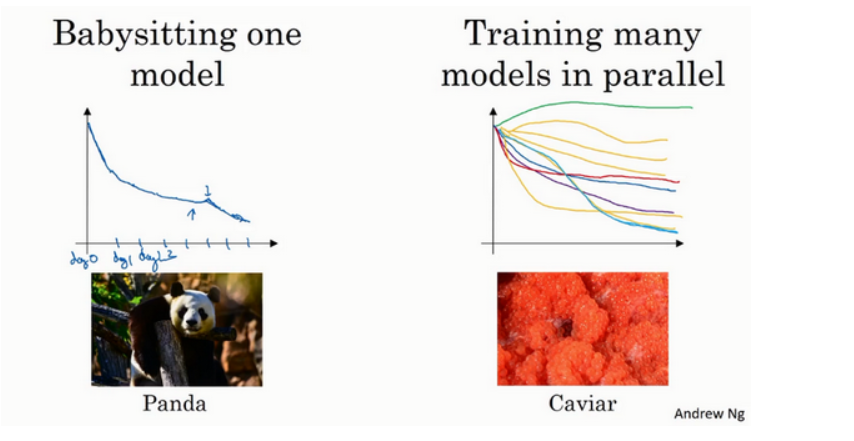 Babysitting one
model
Training many
models in parallel
day 0 day 1 day 2 3
Panda
Caviar
Andrew Ng